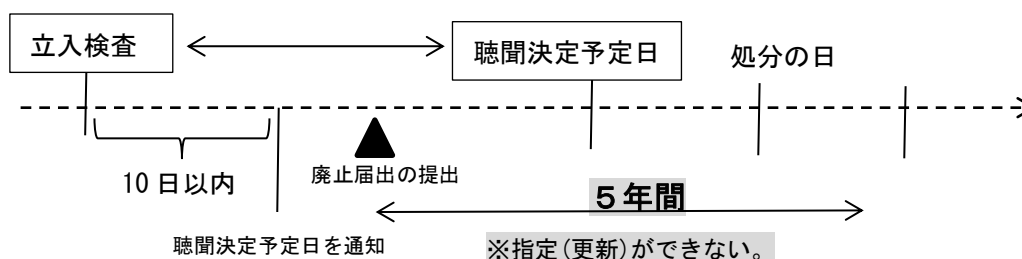 立入検査
聴聞決定予定日
処分の日
10日以内
廃止届出の提出
5年間
聴聞決定予定日を通知
※指定(更新)ができない。